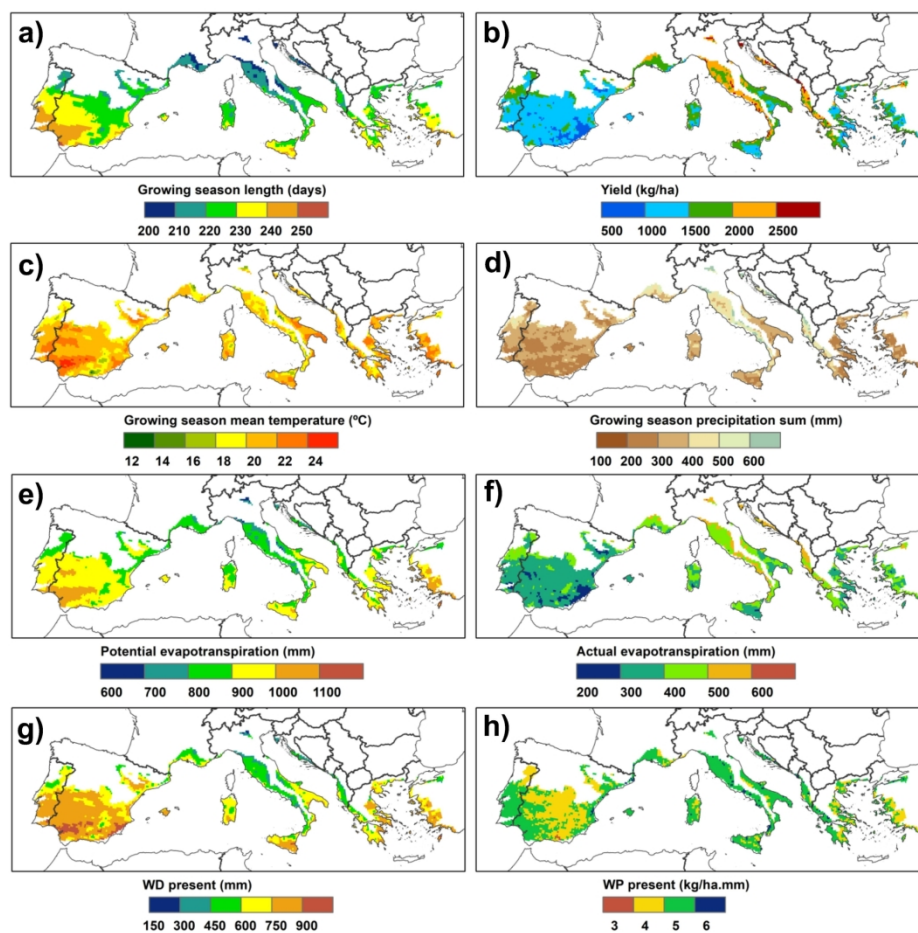 a)
Growing season length (days)
200 210 220 230 240 250
b)
Yield (kg/ha)
500 1000 1500 2000 2500
c)
Growing season mean temperature (ºC)
12 14 16 18 20 22 24
d)
Growing season precipitation sum (mm)
100 200 300 400 500 600
e)
Potential evapotranspiration (mm)
600 700 800 900 1000 1100
f)
Actual evapotranspiration (mm)
200 300 400 500 600
g)
WD present (mm)
150 300 450 600 750 900
h)
WP present (kg/ha.mm)
3 4 5 6